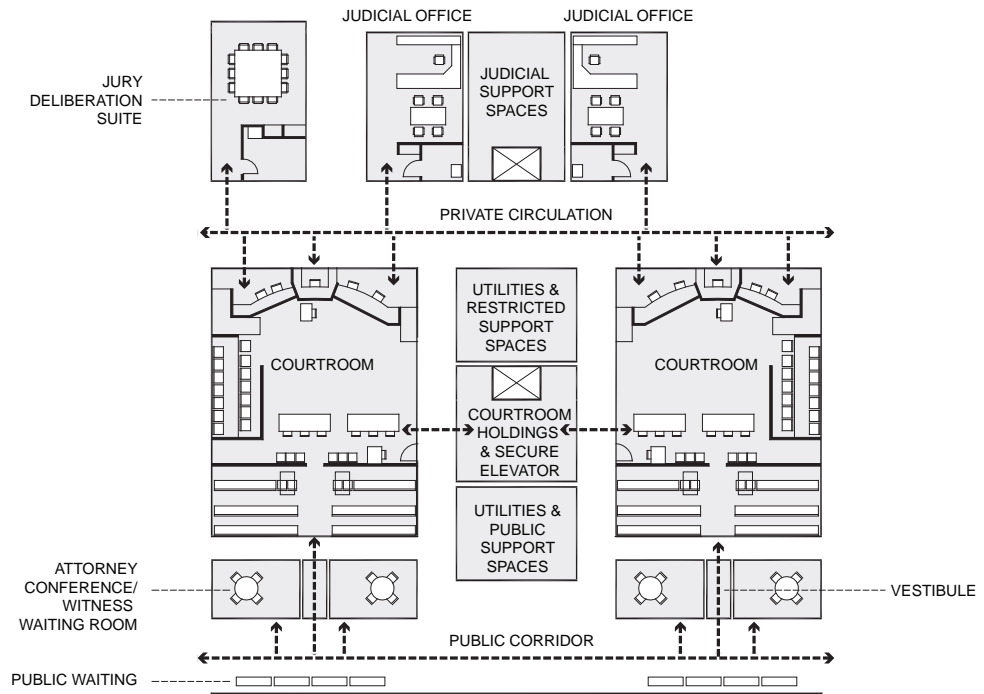 JUDICIAL OFFICE
JUDICIAL OFFICE
JURY
DELIBERATION
SUITE
JUDICIAL
SUPPORT
SPACES
PRIVATE CIRCULATION
UTILITIES &
RESTRICTED
SUPPORT
SPACES
COURTROOM
COURTROOM
COURTROOM
HOLDINGS
& SECURE
ELEVATOR
UTILITIES &
PUBLIC
SUPPORT
SPACES
ATTORNEY
CONFERENCE/
WITNESS
WAITING ROOM
VESTIBULE
PUBLIC CORRIDOR
PUBLIC WAITING